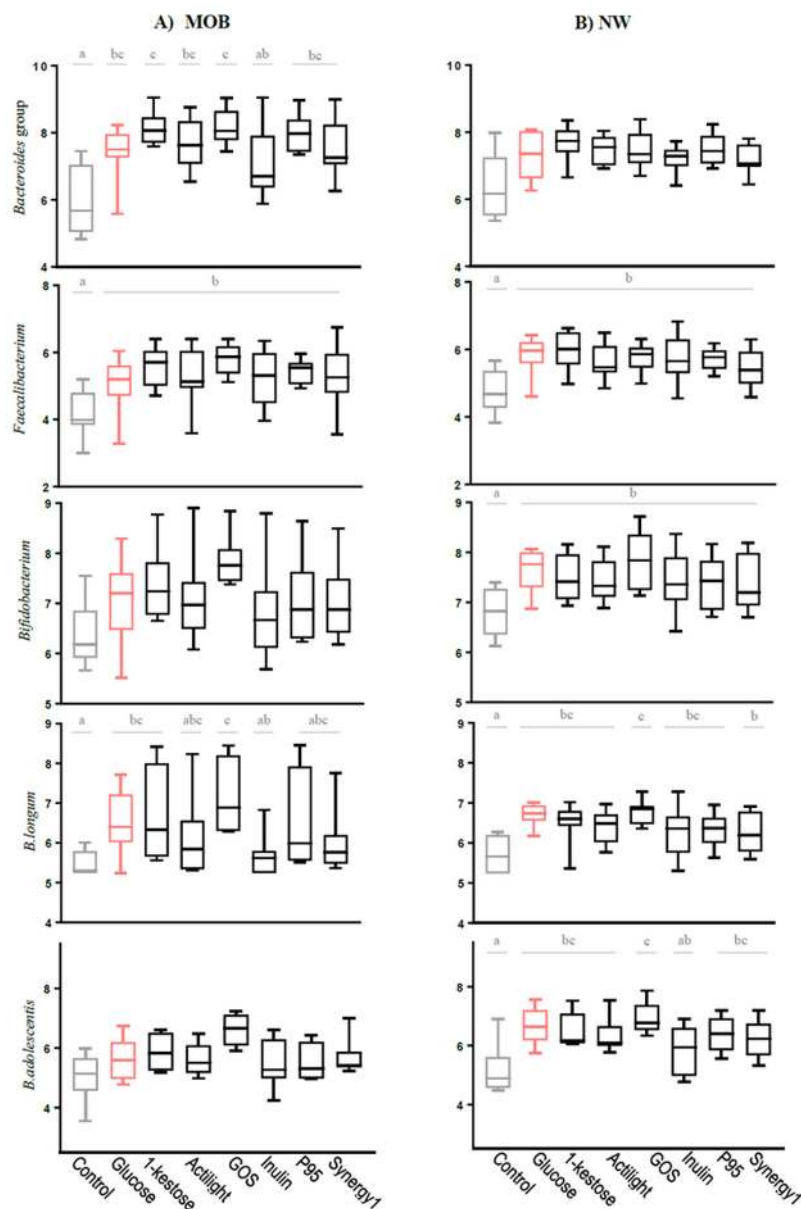 A) MOB
B) NW
a bc c bc c ab bc
Bacteroides group
10
8
6
4
10
8
6
4
a b
a b
Faecalibacterium
8
6
4
2
8
6
4
2
a b
Bifidobacterium
9
8
7
6
5
9
8
7
6
5
a bc abc c ab abc
a bc c bc b
B.longum
9
8
7
6
5
4
9
8
7
6
5
4
a bc c ab bc
B.adolescentis
8
6
4
8
6
4
Control Glucose 1-kestose Actilight GOS Inulin P95 Synergy1
Control Glucose 1-kestose Actilight GOS Inulin P95 Synergy1